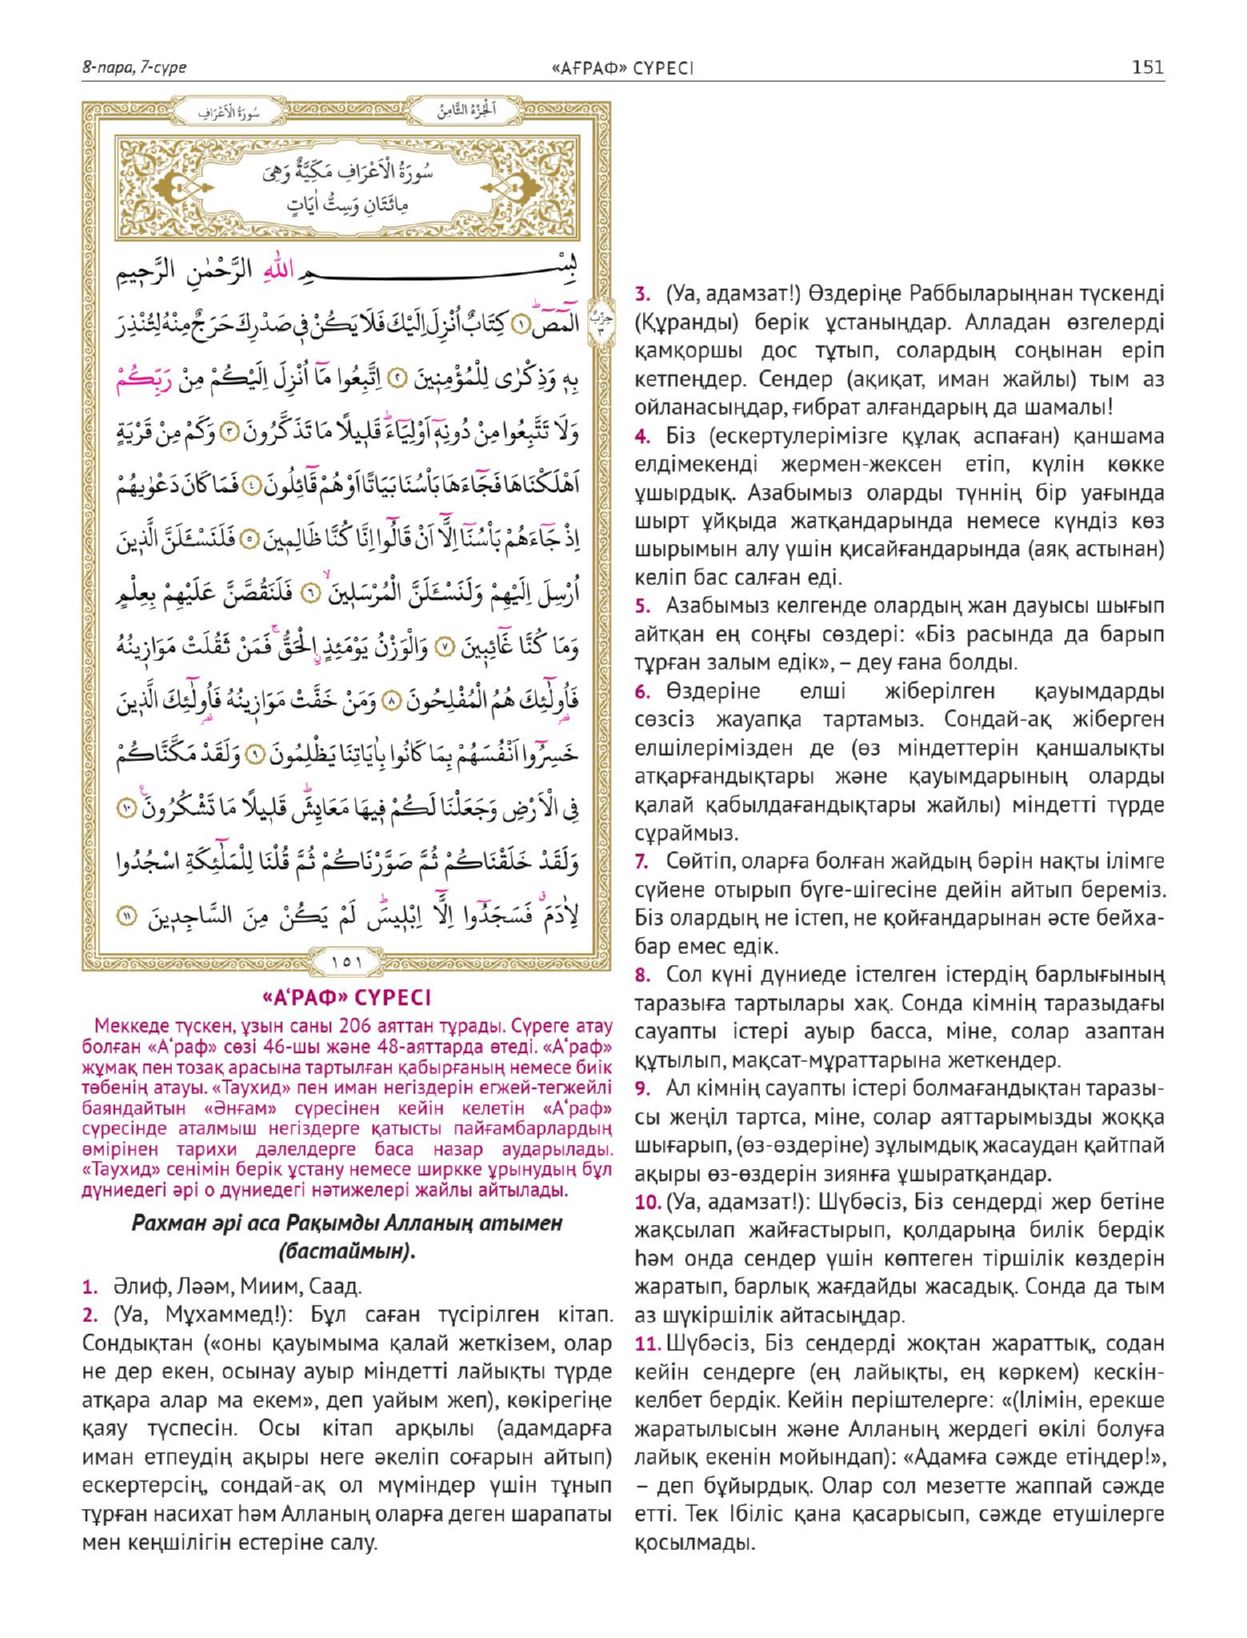 8-пара, 7-сүре
«АҒРАФ» СҮРЕСІ
151
سُورَةُ الْاَعْرَافِ
اَلْجُزْءُ الثَّامِنُ
سُورَةُ الْاَعْرَافِ مَكِّيَّةٌ وَهِيَ
مِائَتَانِ وَسِتُّ اٰيَاتٍ
بِسْمِ اللّٰهِ الرَّحْمٰنِ الرَّحٖيمِ
الٓمٓصٓ ۚ ﴿١﴾ كِتَابٌ اُنْزِلَ اِلَيْكَ فَلَا يَكُنْ فٖي صَدْرِكَ حَرَجٌ مِنْهُ لِتُنْذِرَ
حِزْبُ
٣
بِهٖ وَذِكْرٰى لِلْمُؤْمِنٖينَ ﴿٢﴾ اِتَّبِعُوا مَٓا اُنْزِلَ اِلَيْكُمْ مِنْ رَبِّكُمْ
وَلَا تَتَّبِعُوا مِنْ دُونِهٖٓ اَوْلِيَٓاءَ ؕ قَلٖيلًا مَا تَذَكَّرُونَ ﴿٣﴾ وَكَمْ مِنْ قَرْيَةٍ
اَهْلَكْنَاهَا فَجَٓاءَهَا بَأْسُنَا بَيَاتًا اَوْ هُمْ قَٓائِلُونَ ﴿٤﴾ فَمَا كَانَ دَعْوٰيهُمْ
اِذْ جَٓاءَهُمْ بَأْسُنَٓا اِلَّٓا اَنْ قَالُٓوا اِنَّا كُنَّا ظَالِمٖينَ ﴿٥﴾ فَلَنَسْـَٔلَنَّ الَّذٖينَ
اُرْسِلَ اِلَيْهِمْ وَلَنَسْـَٔلَنَّ الْمُرْسَلٖينَ ۙ ﴿٦﴾ فَلَنَقُصَّنَّ عَلَيْهِمْ بِعِلْمٍ
وَمَا كُنَّا غَٓائِبٖينَ ﴿٧﴾ وَالْوَزْنُ يَوْمَئِذٍ الْحَقُّ ۚ فَمَنْ ثَقُلَتْ مَوَازٖينُهُ
فَاُولٰٓئِكَ هُمُ الْمُفْلِحُونَ ﴿٨﴾ وَمَنْ خَفَّتْ مَوَازٖينُهُ فَاُولٰٓئِكَ الَّذٖينَ
خَسِرُٓوا اَنْفُسَهُمْ بِمَا كَانُوا بِاٰيَاتِنَا يَظْلِمُونَ ﴿٩﴾ وَلَقَدْ مَكَّنَّاكُمْ
فِي الْاَرْضِ وَجَعَلْنَا لَكُمْ فٖيهَا مَعَايِشَ ؕ قَلٖيلًا مَا تَشْكُرُونَ ﴿١٠﴾
وَلَقَدْ خَلَقْنَاكُمْ ثُمَّ صَوَّرْنَاكُمْ ثُمَّ قُلْنَا لِلْمَلٰٓئِكَةِ اسْجُدُوا
لِاٰدَمَ ۗ فَسَجَدُٓوا اِلَّٓا اِبْلٖيسَ ؕ لَمْ يَكُنْ مِنَ السَّاجِدٖينَ ﴿١١﴾
١٥١
«А‘РАФ» СҮРЕСІ
Меккеде түскен, ұзын саны 206 аяттан тұрады. Сүреге атау
болған «А‘раф» сөзі 46-шы және 48-аяттарда өтеді. «А‘раф»
жұмақ пен тозақ арасына тартылған қабырғаның немесе биік
төбенің атауы. «Таухид» пен иман негіздерін егжей-тегжейлі
баяндайтын «Әнғам» сүресінен кейін келетін «А‘раф»
сүресінде аталмыш негіздерге қатысты пайғамбарлардың
өмірінен тарихи дәлелдерге баса назар аударылады.
«Таухид» сенімін берік ұстану немесе ширкке ұрынудың бұл
дүниедегі әрі о дүниедегі нәтижелері жайлы айтылады.
Рахман әрі аса Рақымды Алланың атымен
(бастаймын).
1. Әлиф, Ләәм, Миим, Саад.
2. (Уа, Мұхаммед!): Бұл саған түсірілген кітап.
Сондықтан («оны қауымыма қалай жеткізем, олар
не дер екен, осынау ауыр міндетті лайықты түрде
атқара алар ма екем», деп уайым жеп), көкірегіңе
қаяу түспесін. Осы кітап арқылы (адамдарға
иман етпеудің ақыры неге әкеліп соғарын айтып)
ескертерсің, сондай-ақ ол мүміндер үшін тұнып
тұрған насихат һәм Алланың оларға деген шарапаты
мен кеңшілігін естеріне салу.
3. (Уа, адамзат!) Өздеріңе Раббыларыңнан түскенді
(Құранды) берік ұстаныңдар. Алладан өзгелерді
қамқоршы дос тұтып, солардың соңынан еріп
кетпеңдер. Сендер (ақиқат, иман жайлы) тым аз
ойланасыңдар, ғибрат алғандарың да шамалы!
4. Біз (ескертулерімізге құлақ аспаған) қаншама
елдімекенді жермен-жексен етіп, күлін көкке
ұшырдық. Азабымыз оларды түннің бір уағында
шырт ұйқыда жатқандарында немесе күндіз көз
шырымын алу үшін қисайғандарында (аяқ астынан)
келіп бас салған еді.
5. Азабымыз келгенде олардың жан дауысы шығып
айтқан ең соңғы сөздері: «Біз расында да барып
тұрған залым едік», – деу ғана болды.
6. Өздеріне елші жіберілген қауымдарды
сөзсіз жауапқа тартамыз. Сондай-ақ жіберген
елшілерімізден де (өз міндеттерін қаншалықты
атқарғандықтары және қауымдарының оларды
қалай қабылдағандықтары жайлы) міндетті түрде
сұраймыз.
7. Сөйтіп, оларға болған жайдың бәрін нақты ілімге
сүйене отырып бүге-шігесіне дейін айтып береміз.
Біз олардың не істеп, не қойғандарынан әсте бейха-
бар емес едік.
8. Сол күні дүниеде істелген істердің барлығының
таразыға тартылары хақ. Сонда кімнің таразыдағы
сауапты істері ауыр басса, міне, солар азаптан
құтылып, мақсат-мұраттарына жеткендер.
9. Ал кімнің сауапты істері болмағандықтан таразы-
сы жеңіл тартса, міне, солар аяттарымызды жоққа
шығарып, (өз-өздеріне) зұлымдық жасаудан қайтпай
ақыры өз-өздерін зиянға ұшыратқандар.
10. (Уа, адамзат!): Шүбәсіз, Біз сендерді жер бетіне
жақсылап жайғастырып, қолдарыңа билік бердік
һәм онда сендер үшін көптеген тіршілік көздерін
жаратып, барлық жағдайды жасадық. Сонда да тым
аз шүкіршілік айтасыңдар.
11. Шүбәсіз, Біз сендерді жоқтан жараттық, содан
кейін сендерге (ең лайықты, ең көркем) кескін-
келбет бердік. Кейін періштелерге: «(Ілімін, ерекше
жаратылысын және Алланың жердегі өкілі болуға
лайық екенін мойындап): «Адамға сәжде етіңдер!»,
– деп бұйырдық. Олар сол мезетте жаппай сәжде
етті. Тек Ібіліс қана қасарысып, сәжде етушілерге
қосылмады.